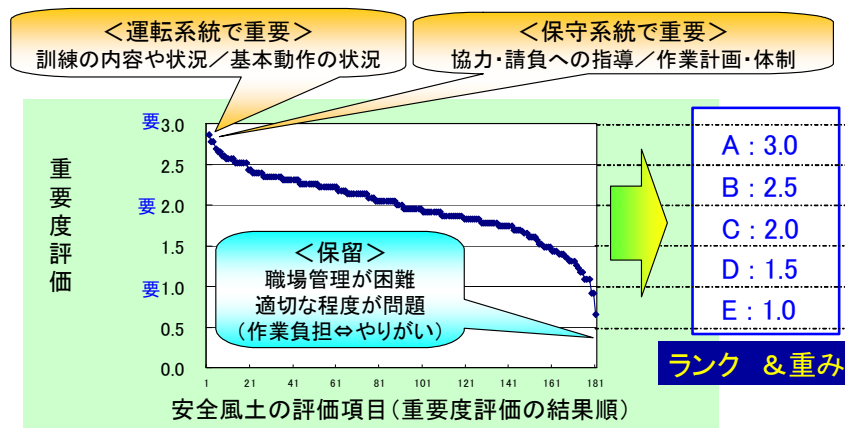 ＜運転系統で重要＞
訓練の内容や状況／基本動作の状況
＜保守系統で重要＞
協力・請負への指導／作業計画・体制
重要度評価
要3.0
2.5
要2.0
1.5
要1.0
0.5
0.0
1 21 41 61 81 101 121 141 161 181
安全風土の評価項目(重要度評価の結果順)
＜保留＞
職場管理が困難
適切な程度が問題
(作業負担⇔やりがい)
A : 3.0
B : 2.5
C : 2.0
D : 1.5
E : 1.0
ランク ＆重み